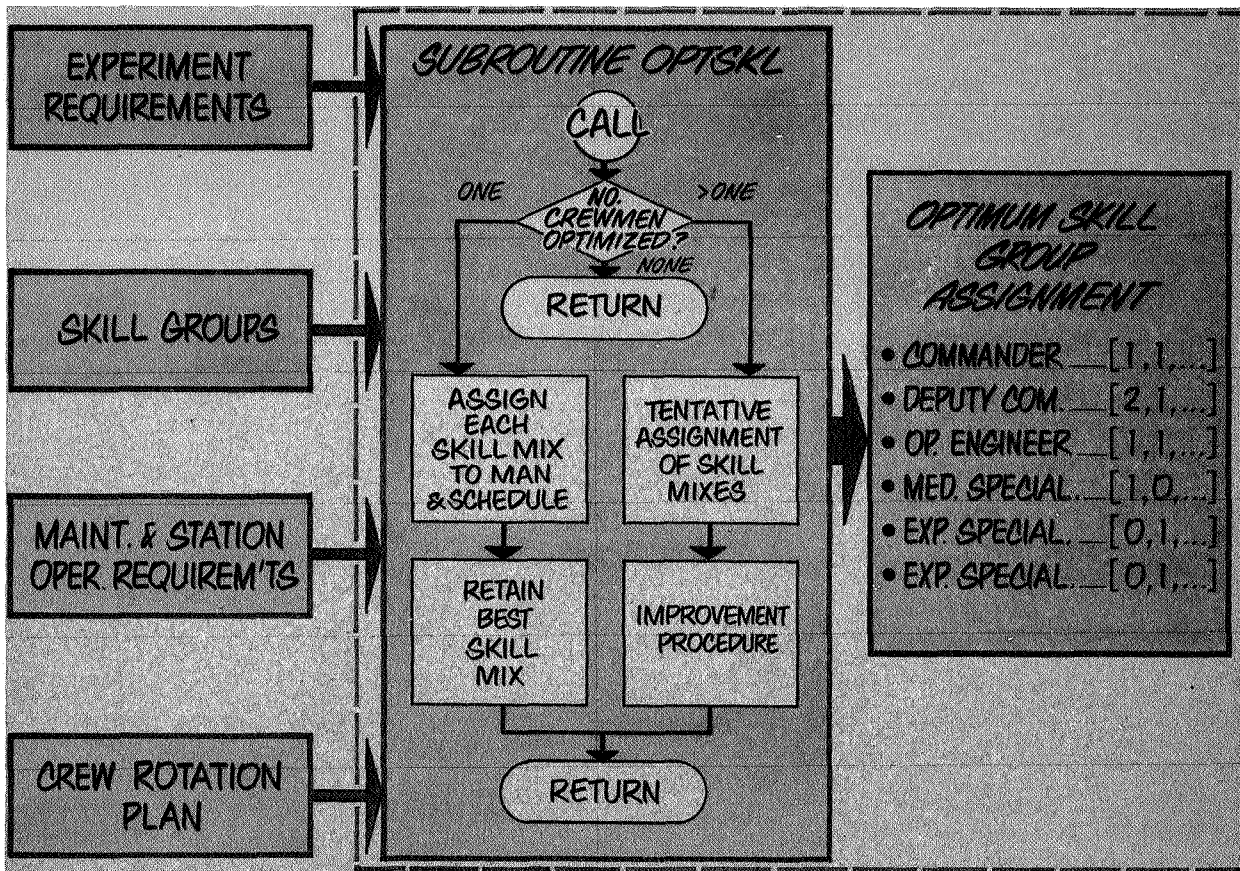 EXPERIMENT
REQUIREMENTS
SKILL GROUPS
MAINT. & STATION
OPER. REQUIREM'TS
CREW ROTATION
PLAN
SUBROUTINE OPTSKL
CALL
ONE
>ONE
NO.
CREWMEN
OPTIMIZED?
NONE
RETURN
ASSIGN
EACH
SKILL MIX
TO MAN
& SCHEDULE
TENTATIVE
ASSIGNMENT
OF SKILL
MIXES
RETAIN
BEST
SKILL
MIX
IMPROVEMENT
PROCEDURE
RETURN
OPTIMUM SKILL
GROUP
ASSIGNMENT
• COMMANDER __ [1,1,...]
• DEPUTY COM. __ [2,1,...]
• OP. ENGINEER __ [1,1,...]
• MED. SPECIAL. __ [1,0,...]
• EXP. SPECIAL. __ [0,1,...]
• EXP. SPECIAL. __ [0,1,...]